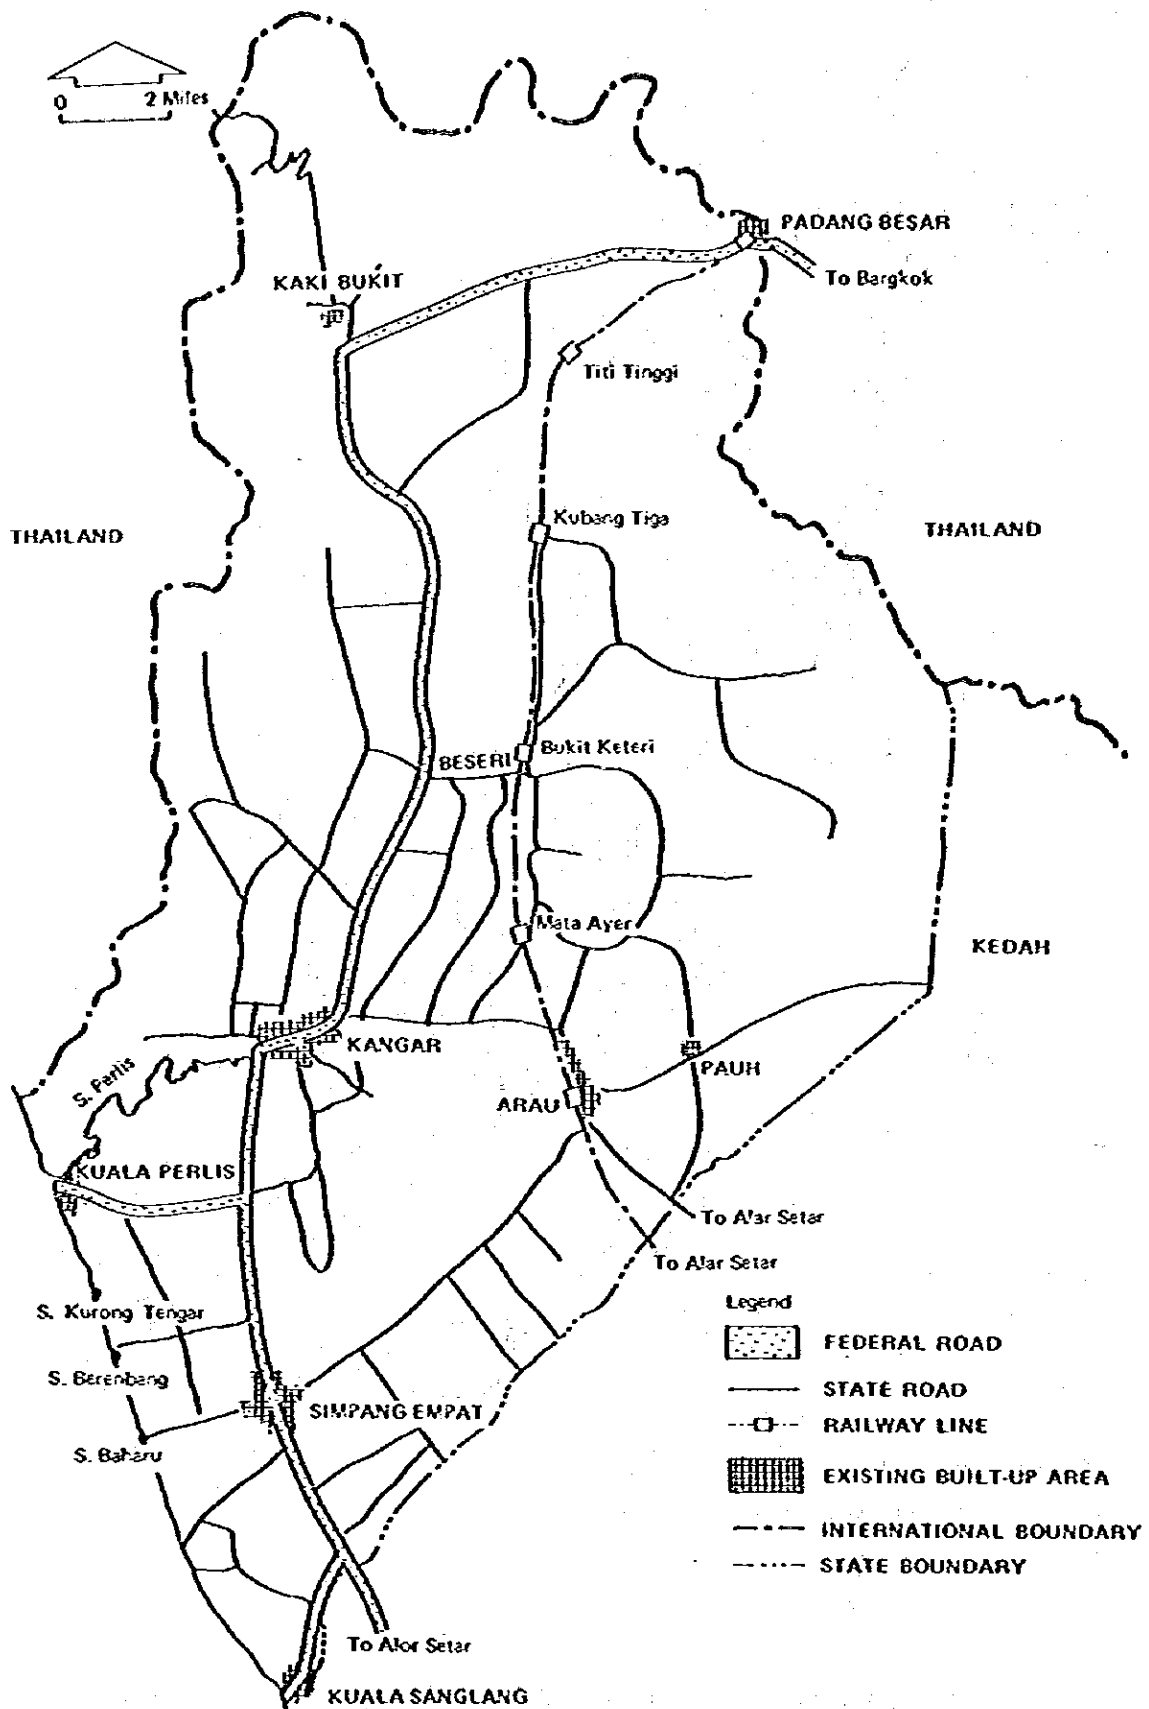 0 2 Miles
PADANG BESAR
To Bargkok
KAKI BUKIT
Titi Tinggi
Kubang Tiga
THAILAND
THAILAND
Bukit Keteri
BESERI
Mata Ayer
KEDAH
KANGAR
S. Perlis
PAUH
ARAU
KUALA PERLIS
To Alar Setar
To Alar Setar
S. Kurong Tengar
S. Berenbang
SIMPANG EMPAT
S. Baharu
To Alor Setar
KUALA SANGLANG
Legend
FEDERAL ROAD
STATE ROAD
RAILWAY LINE
EXISTING BUILT-UP AREA
INTERNATIONAL BOUNDARY
STATE BOUNDARY